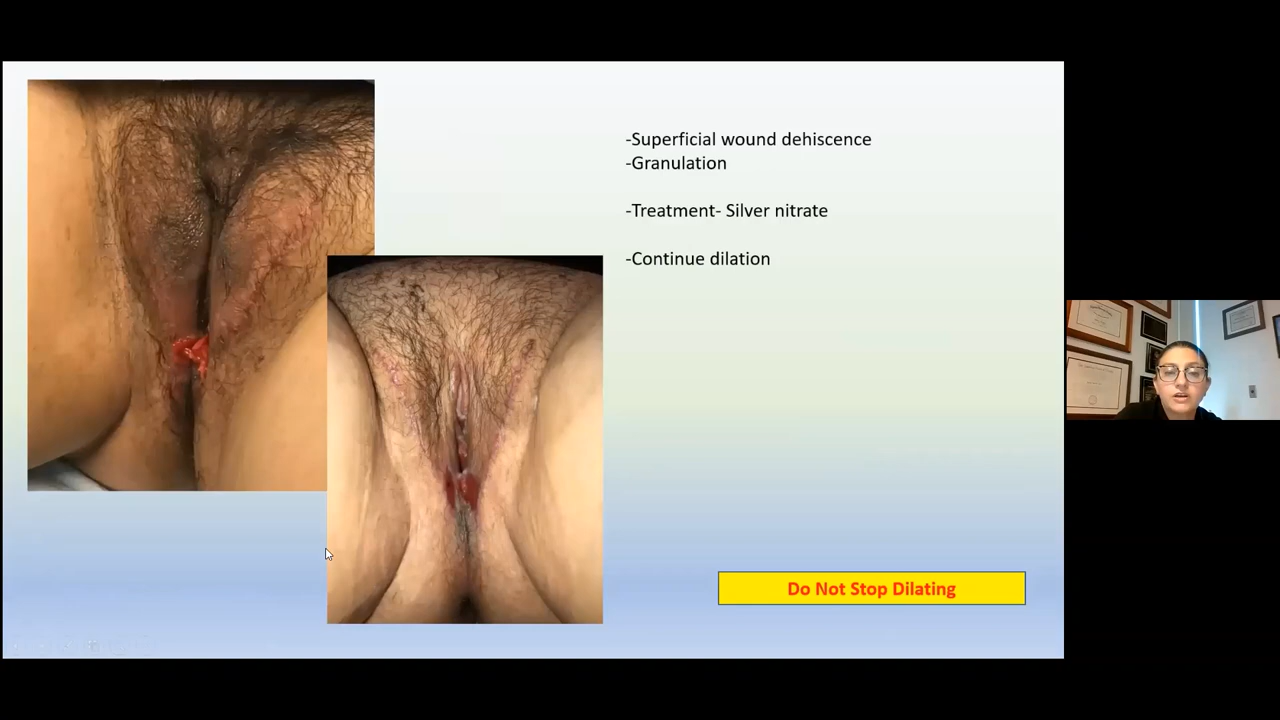 -Superficial wound dehiscence
-Granulation
-Treatment- Silver nitrate
-Continue dilation
Do Not Stop Dilating